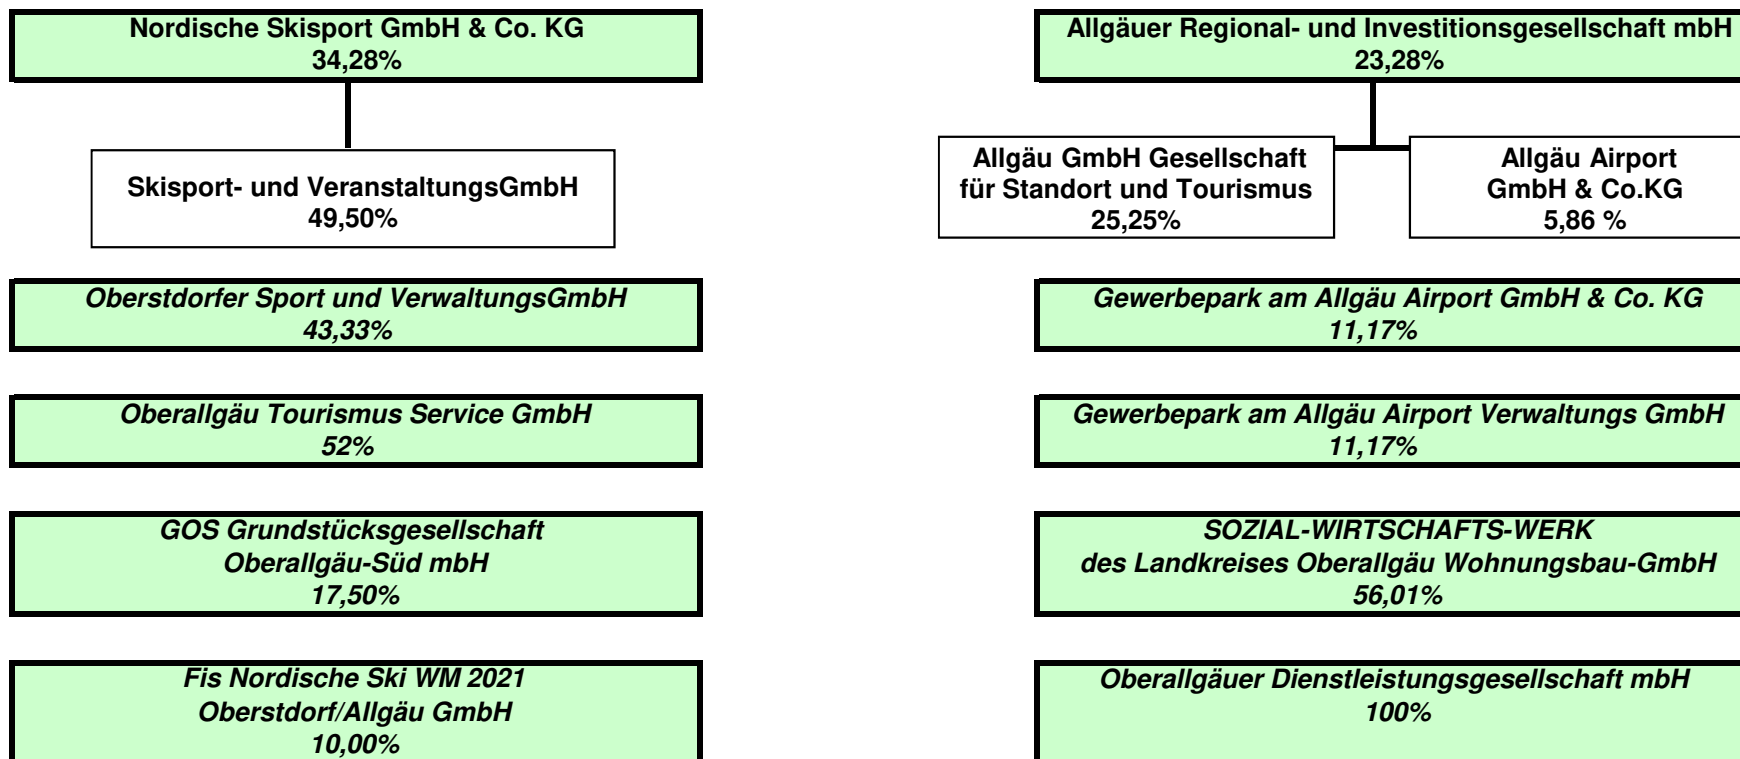 Nordische Skisport GmbH & Co. KG
34,28%
Skisport- und VeranstaltungsGmbH
49,50%
Oberstdorfer Sport und VerwaltungsGmbH
43,33%
Oberallgäu Tourismus Service GmbH
52%
GOS Grundstücksgesellschaft
Oberallgäu-Süd mbH
17,50%
Fis Nordische Ski WM 2021
Oberstdorf/Allgäu GmbH
10,00%
Allgäuer Regional- und Investitionsgesellschaft mbH
23,28%
Allgäu GmbH Gesellschaft
für Standort und Tourismus
25,25%
Allgäu Airport
GmbH & Co.KG
5,86 %
Gewerbepark am Allgäu Airport GmbH & Co. KG
11,17%
Gewerbepark am Allgäu Airport Verwaltungs GmbH
11,17%
SOZIAL-WIRTSCHAFTS-WERK
des Landkreises Oberallgäu Wohnungsbau-GmbH
56,01%
Oberallgäuer Dienstleistungsgesellschaft mbH
100%